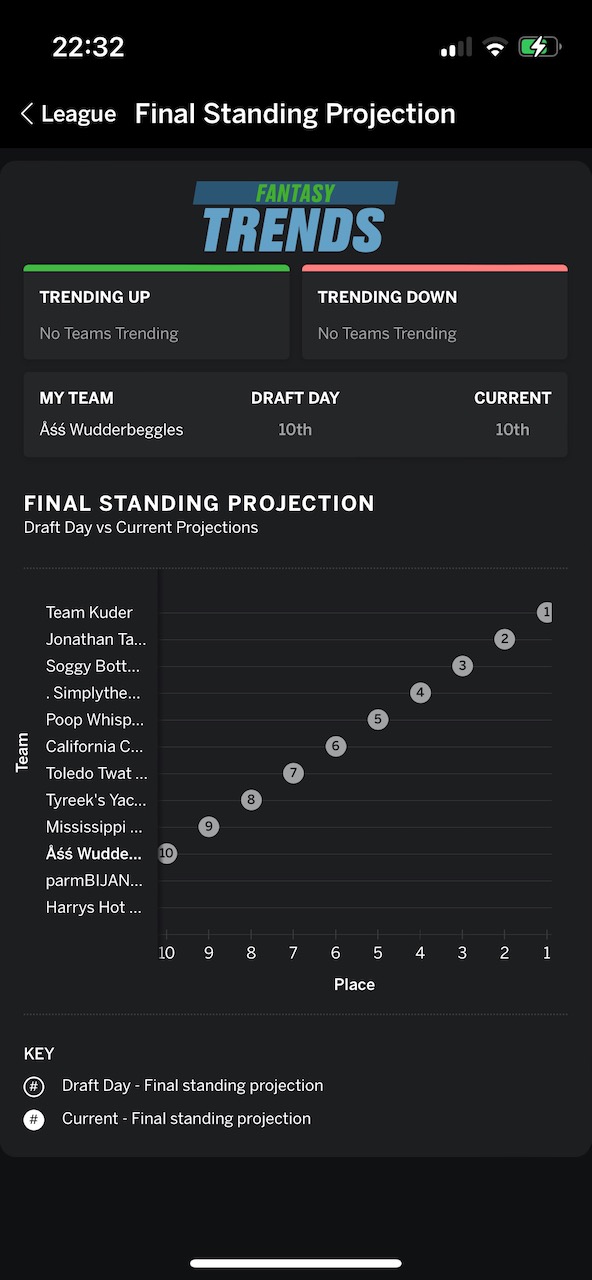 22:32
League Final Standing Projection
FANTASY
TRENDS
TRENDING UP
No Teams Trending
TRENDING DOWN
No Teams Trending
MY TEAM DRAFT DAY CURRENT
Åśś Wudderbeggles 10th 10th
FINAL STANDING PROJECTION
Draft Day vs Current Projections
Team
Team Kuder 1
Jonathan Ta... 2
Soggy Bott... 3
. Simplythe... 4
Poop Whisp... 5
California C... 6
Toledo Twat ... 7
Tyreek's Yac... 8
Mississippi ... 9
Åśś Wudde... 10
parmBIJAN...
Harrys Hot ...
10 9 8 7 6 5 4 3 2 1
Place
KEY
# Draft Day - Final standing projection
# Current - Final standing projection